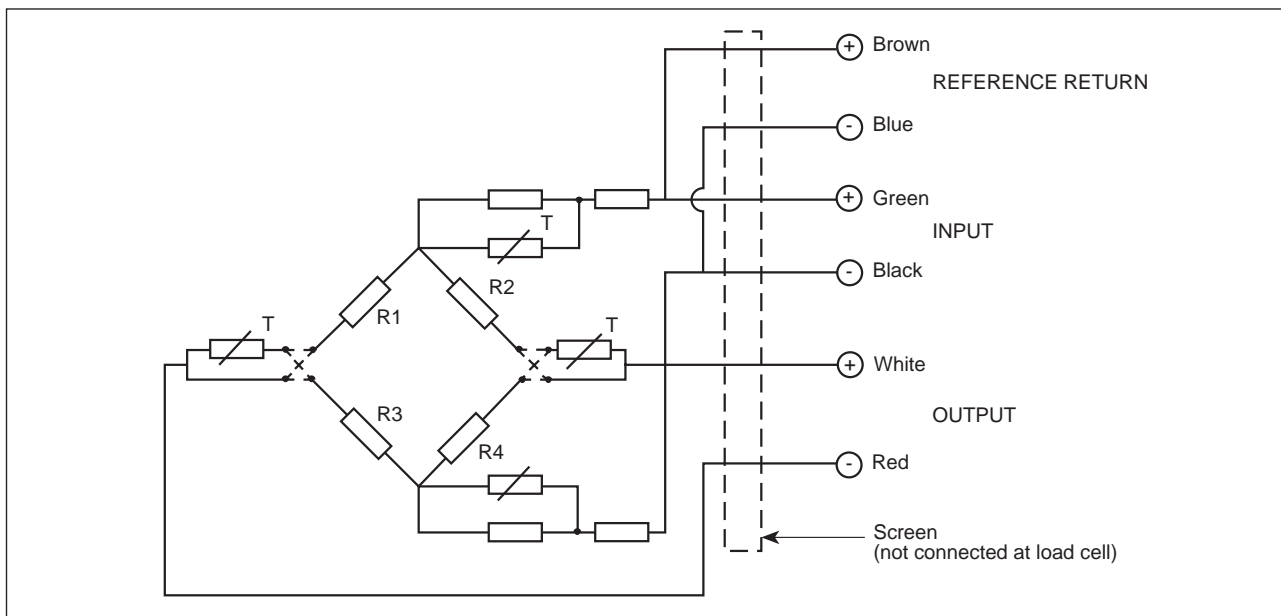 + Brown
REFERENCE RETURN
- Blue
+ Green
T
INPUT
- Black
R2
R1
T
T
+ White
R3
OUTPUT
R4
- Red
Screen
(not connected at load cell)